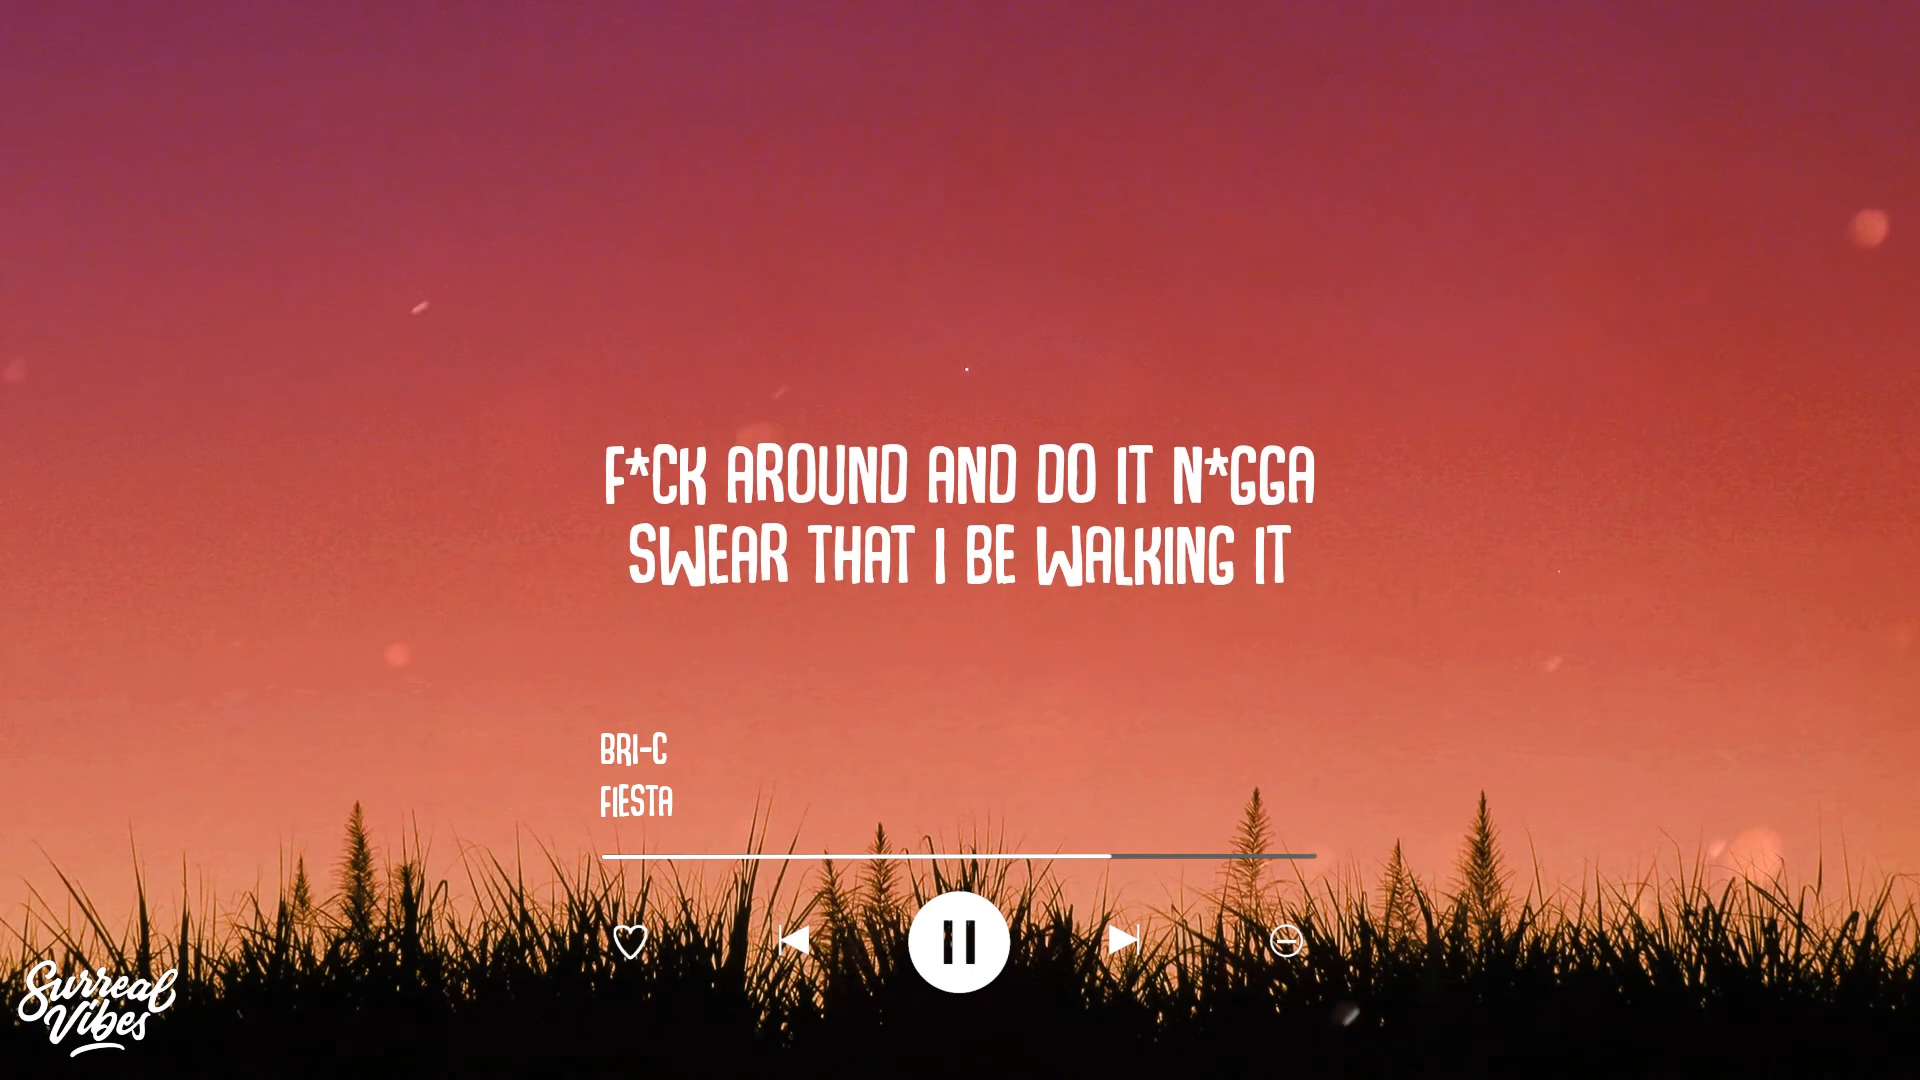 F*CK AROUND AND DO IT N*GGA
SWEAR THAT I BE WALKING IT
BRI-C
FIESTA
Surreal
Vibes